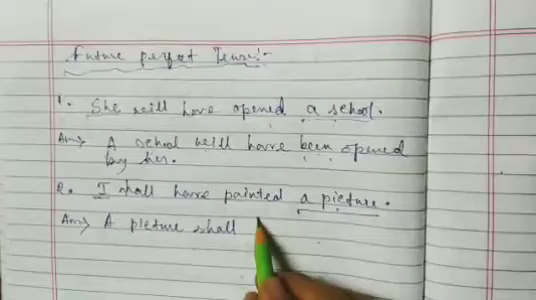 Future perfect Tense:-
1. She will have opened a school.
Ans→ A school will have been opened
by her.
2. I shall have painted a picture.
Ans→ A picture shall